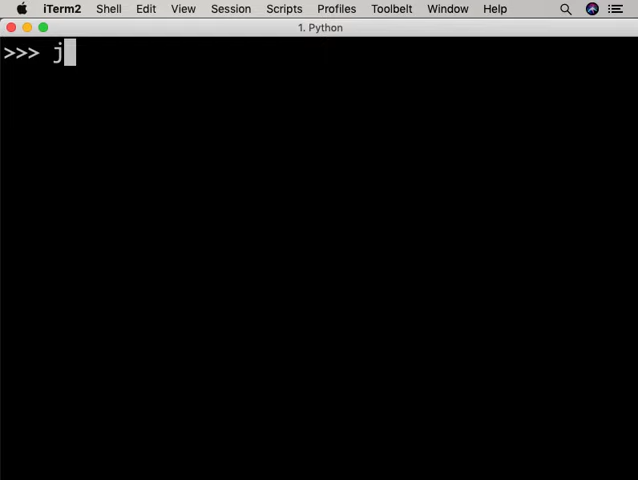 iTerm2 Shell Edit View Session Scripts Profiles Toolbelt Window Help
1. Python
>>> j